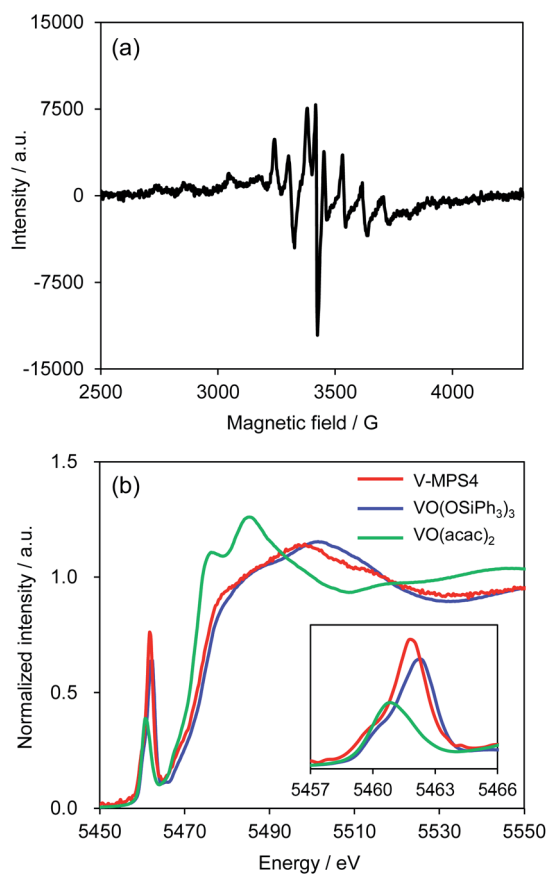 15000
(a)
7500
0
-7500
-15000
Intensity / a.u.
2500 3000 3500 4000
Magnetic field / G
1.5
(b)
V-MPS4
VO(OSiPh₃)₃
VO(acac)₂
1.0
0.5
0.0
Normalized intensity / a.u.
5457 5460 5463 5466
5450 5470 5490 5510 5530 5550
Energy / eV